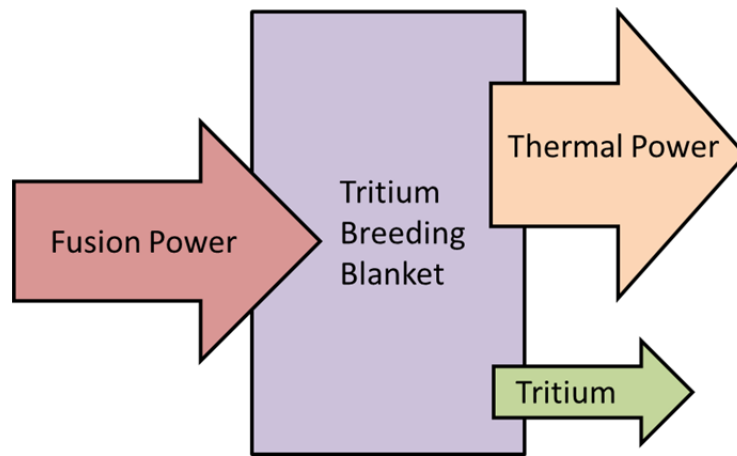 Fusion Power
Tritium
Breeding
Blanket
Thermal Power
Tritium